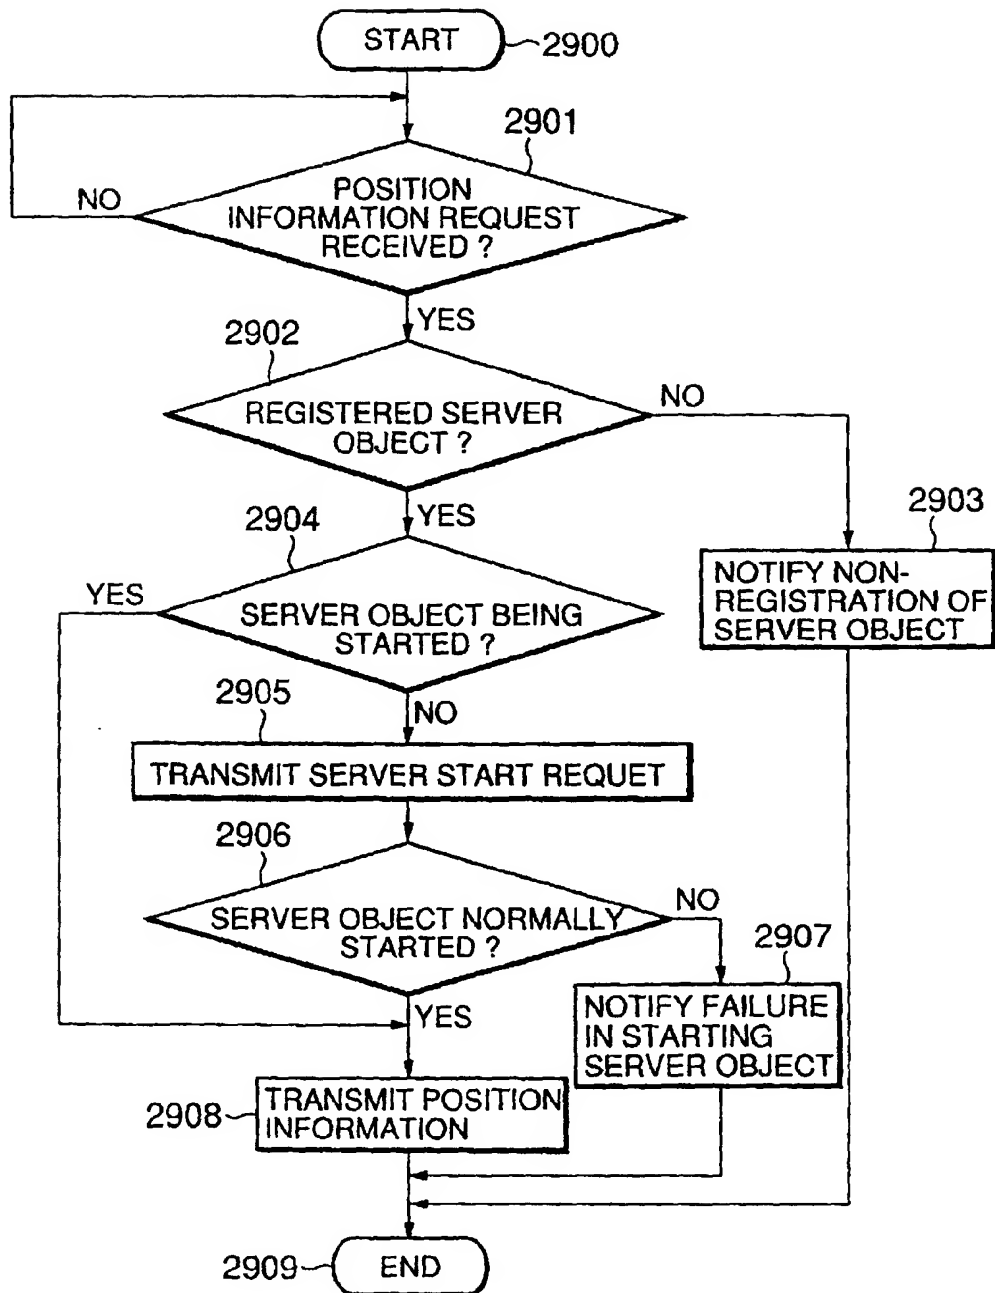 START
2900
2901
NO
POSITION
INFORMATION REQUEST
RECEIVED ?
YES
2902
NO
REGISTERED SERVER
OBJECT ?
YES
2903
NOTIFY NON-
REGISTRATION OF
SERVER OBJECT
2904
YES
SERVER OBJECT BEING
STARTED ?
NO
2905
TRANSMIT SERVER START REQUET
2906
NO
SERVER OBJECT NORMALLY
STARTED ?
YES
2907
NOTIFY FAILURE
IN STARTING
SERVER OBJECT
2908
TRANSMIT POSITION
INFORMATION
2909
END